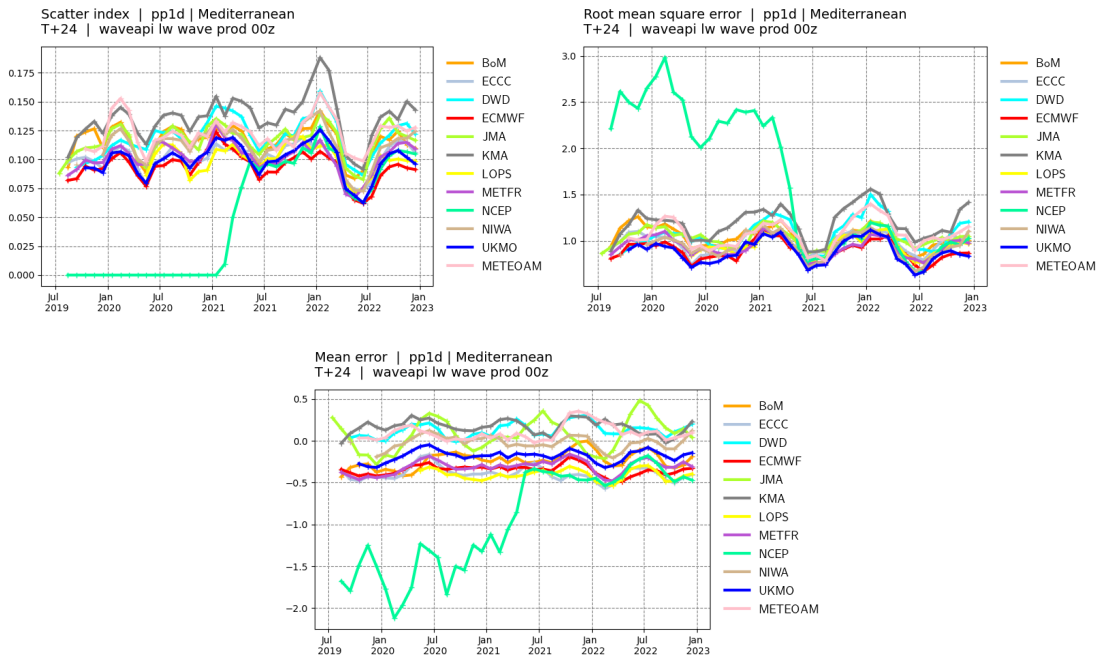 Scatter index | pp1d | Mediterranean
T+24 | waveapi lw wave prod 00z
0.175
0.150
0.125
0.100
0.075
0.050
0.025
0.000
Jul 2019
Jan 2020
Jul 2020
Jan 2021
Jul 2021
Jan 2022
Jul 2022
Jan 2023
BoM
ECCC
DWD
ECMWF
JMA
KMA
LOPS
METFR
NCEP
NIWA
UKMO
METEOAM
Root mean square error | pp1d | Mediterranean
T+24 | waveapi lw wave prod 00z
3.0
2.5
2.0
1.5
1.0
Jul 2019
Jan 2020
Jul 2020
Jan 2021
Jul 2021
Jan 2022
Jul 2022
Jan 2023
BoM
ECCC
DWD
ECMWF
JMA
KMA
LOPS
METFR
NCEP
NIWA
UKMO
METEOAM
Mean error | pp1d | Mediterranean
T+24 | waveapi lw wave prod 00z
0.5
0.0
−0.5
−1.0
−1.5
−2.0
Jul 2019
Jan 2020
Jul 2020
Jan 2021
Jul 2021
Jan 2022
Jul 2022
Jan 2023
BoM
ECCC
DWD
ECMWF
JMA
KMA
LOPS
METFR
NCEP
NIWA
UKMO
METEOAM